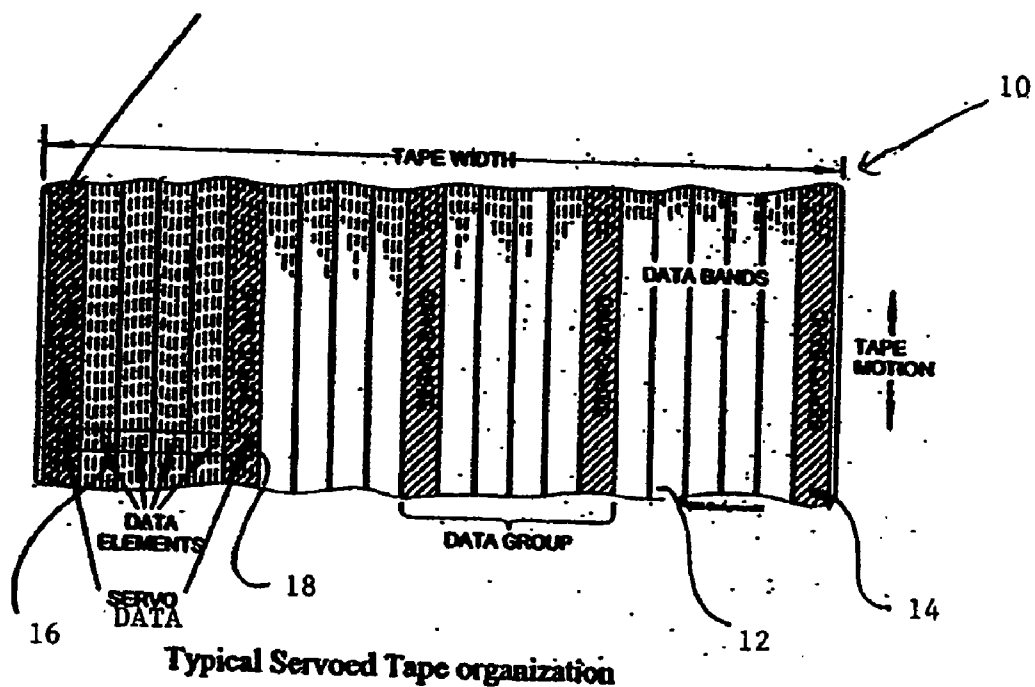 10
TAPE WIDTH
DATA BANDS
TAPE
MOTION
DATA
ELEMENTS
DATA GROUP
SERVO
DATA
16
18
12
14
Typical Servoed Tape organization